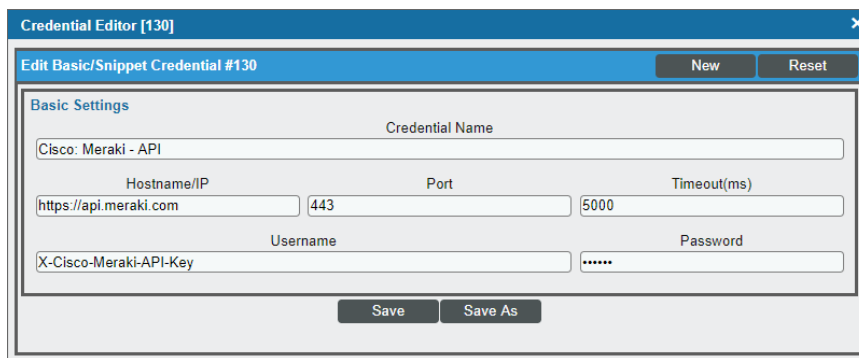 Credential Editor [130]
Edit Basic/Snippet Credential #130 New Reset
Basic Settings
Credential Name
Cisco: Meraki - API
Hostname/IP Port Timeout(ms)
https://api.meraki.com 443 5000
Username Password
X-Cisco-Meraki-API-Key ••••••
Save Save As